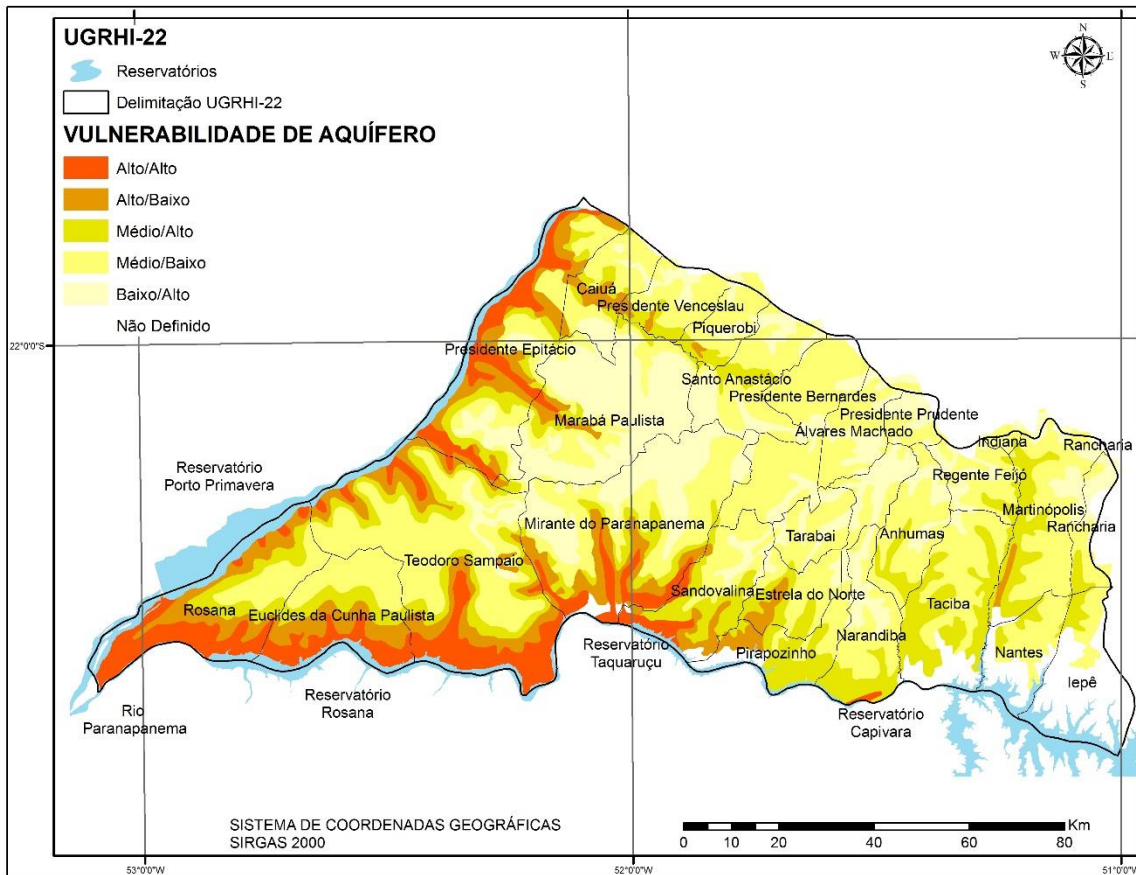 UGRHI-22
Reservatórios
Delimitação UGRHI-22
VULNERABILIDADE DE AQUÍFERO
Alto/Alto
Alto/Baixo
Médio/Alto
Médio/Baixo
Baixo/Alto
Não Definido
N
W
L
S
22°0'0"S
Caiuá
Presidente Venceslau
Piquerobi
Presidente Epitácio
Santo Anastácio
Presidente Bernardes
Presidente Prudente
Marabá Paulista
Álvares Machado
Indiana
Rancharia
Reservatório
Porto Primavera
Regente Feijó
Martinópolis
Rancharia
Mirante do Paranapanema
Tarabai
Anhumas
Teodoro Sampaio
Sandovalina
Estrela do Norte
Taciba
Rosana
Euclides da Cunha Paulista
Narandiba
Reservatório
Taquaruçu
Pirapozinho
Nantes
Iepê
Reservatório
Rosana
Rio
Paranapanema
Reservatório
Capivara
SISTEMA DE COORDENADAS GEOGRÁFICAS
SIRGAS 2000
Km
0 10 20 40 60 80
53°0'0"W
52°0'0"W
51°0'0"W